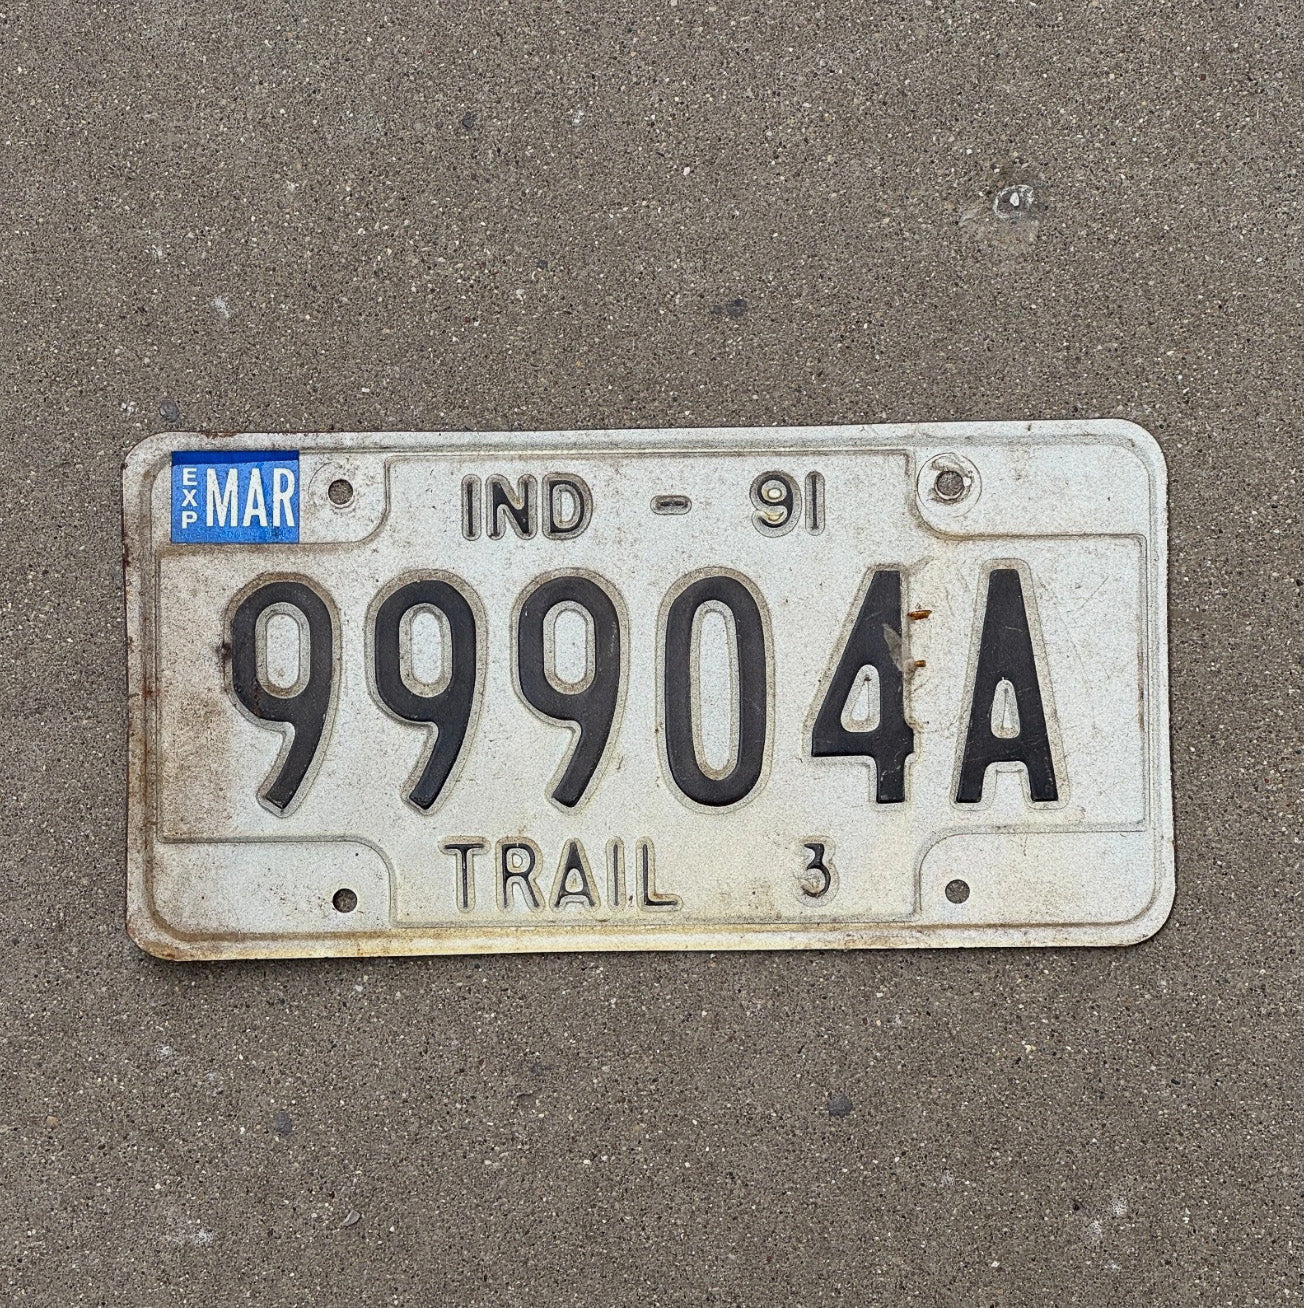 EXP MAR
IND - 91
99904A
TRAIL 3